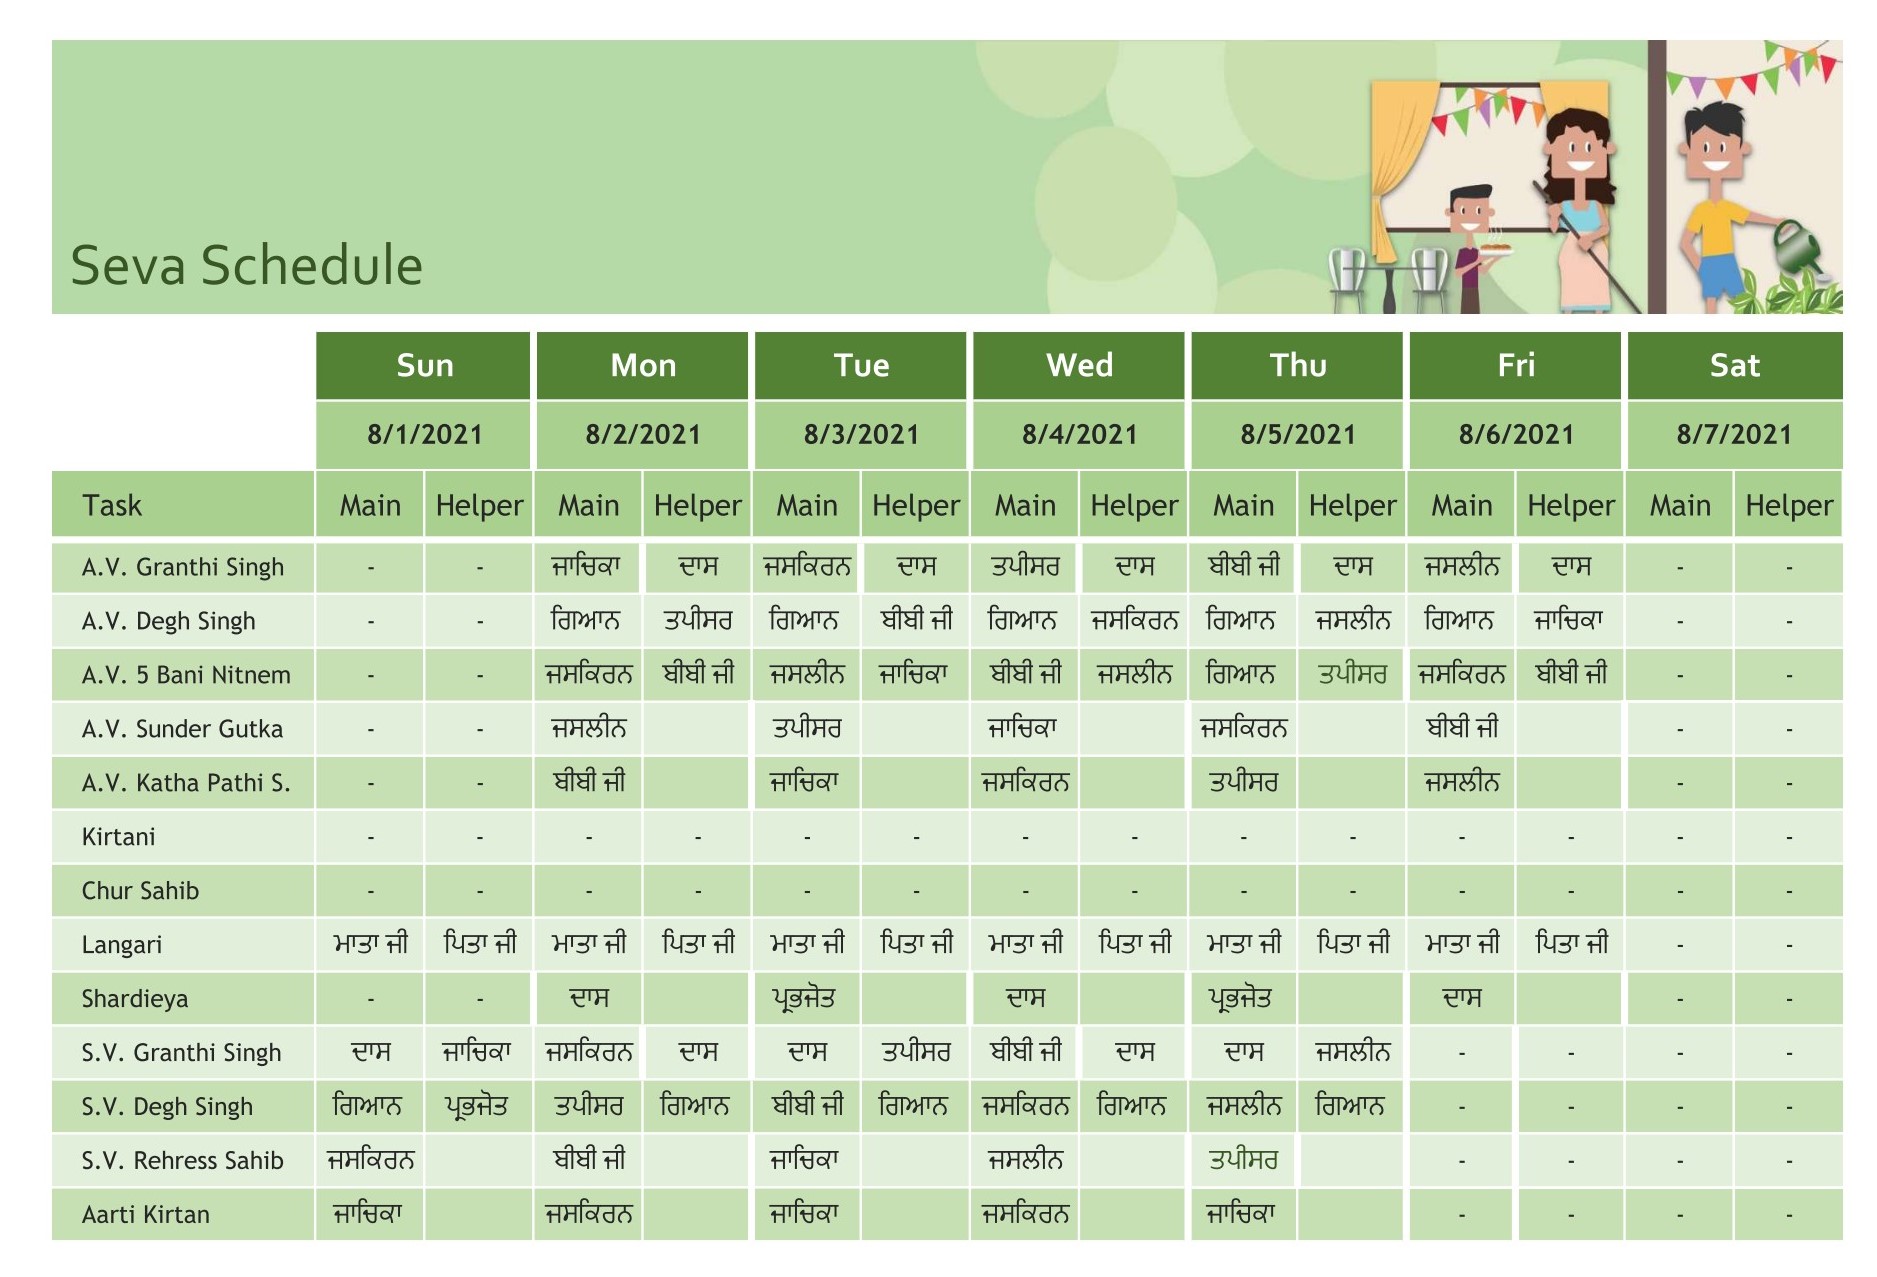 Seva Schedule
Sun Mon Tue Wed Thu Fri Sat
8/1/2021 8/2/2021 8/3/2021 8/4/2021 8/5/2021 8/6/2021 8/7/2021
Task Main Helper Main Helper Main Helper Main Helper Main Helper Main Helper Main Helper
A.V. Granthi Singh - - ਜਾਚਿਕਾ ਦਾਸ ਜਸਕਿਰਨ ਦਾਸ ਤਪੀਸਰ ਦਾਸ ਬੀਬੀ ਜੀ ਦਾਸ ਜਸਲੀਨ ਦਾਸ - -
A.V. Degh Singh - - ਗਿਆਨ ਤਪੀਸਰ ਗਿਆਨ ਬੀਬੀ ਜੀ ਗਿਆਨ ਜਸਕਿਰਨ ਗਿਆਨ ਜਸਲੀਨ ਗਿਆਨ ਜਾਚਿਕਾ - -
A.V. 5 Bani Nitnem - - ਜਸਕਿਰਨ ਬੀਬੀ ਜੀ ਜਸਲੀਨ ਜਾਚਿਕਾ ਬੀਬੀ ਜੀ ਜਸਲੀਨ ਗਿਆਨ ਤਪੀਸਰ ਜਸਕਿਰਨ ਬੀਬੀ ਜੀ - -
A.V. Sunder Gutka - - ਜਸਲੀਨ ਤਪੀਸਰ ਜਾਚਿਕਾ ਜਸਕਿਰਨ ਬੀਬੀ ਜੀ - -
A.V. Katha Pathi S. - - ਬੀਬੀ ਜੀ ਜਾਚਿਕਾ ਜਸਕਿਰਨ ਤਪੀਸਰ ਜਸਲੀਨ - -
Kirtani - - - - - - - - - - - - - -
Chur Sahib - - - - - - - - - - - - - -
Langari ਮਾਤਾ ਜੀ ਪਿਤਾ ਜੀ ਮਾਤਾ ਜੀ ਪਿਤਾ ਜੀ ਮਾਤਾ ਜੀ ਪਿਤਾ ਜੀ ਮਾਤਾ ਜੀ ਪਿਤਾ ਜੀ ਮਾਤਾ ਜੀ ਪਿਤਾ ਜੀ ਮਾਤਾ ਜੀ ਪਿਤਾ ਜੀ - -
Shardieya - - ਦਾਸ ਪ੍ਰਭਜੋਤ ਦਾਸ ਪ੍ਰਭਜੋਤ ਦਾਸ - -
S.V. Granthi Singh ਦਾਸ ਜਾਚਿਕਾ ਜਸਕਿਰਨ ਦਾਸ ਦਾਸ ਤਪੀਸਰ ਬੀਬੀ ਜੀ ਦਾਸ ਦਾਸ ਜਸਲੀਨ - - - -
S.V. Degh Singh ਗਿਆਨ ਪ੍ਰਭਜੋਤ ਤਪੀਸਰ ਗਿਆਨ ਬੀਬੀ ਜੀ ਗਿਆਨ ਜਸਕਿਰਨ ਗਿਆਨ ਜਸਲੀਨ ਗਿਆਨ - - - -
S.V. Rehress Sahib ਜਸਕਿਰਨ ਬੀਬੀ ਜੀ ਜਾਚਿਕਾ ਜਸਲੀਨ ਤਪੀਸਰ - - - -
Aarti Kirtan ਜਾਚਿਕਾ ਜਸਕਿਰਨ ਜਾਚਿਕਾ ਜਸਕਿਰਨ ਜਾਚਿਕਾ - - - -